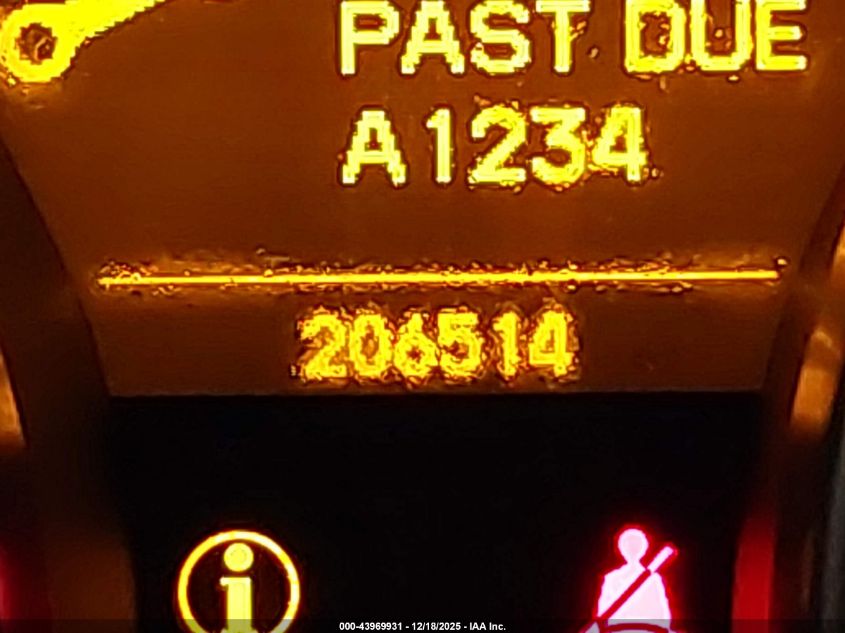 PAST DUE
A1234
206514
000-43969931 - 12/18/2025 - IAA Inc.